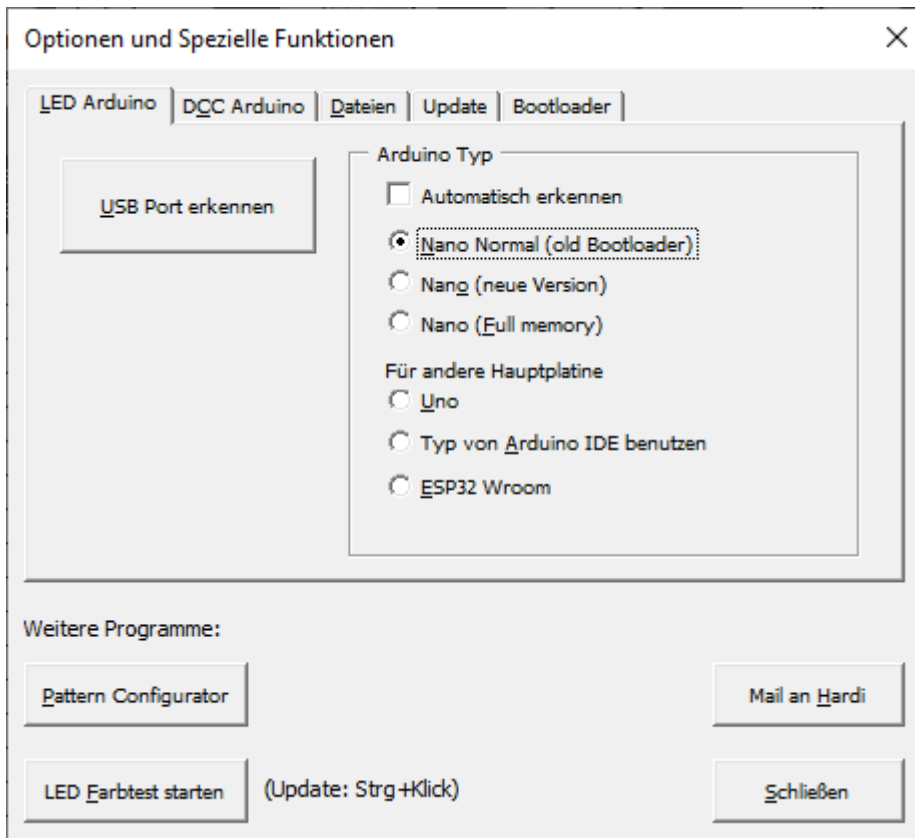 Optionen und Spezielle Funktionen
LED Arduino
DCC Arduino
Dateien
Update
Bootloader
USB Port erkennen
Arduino Typ
Automatisch erkennen
Nano Normal (old Bootloader)
Nano (neue Version)
Nano (Full memory)
Für andere Hauptplatine
Uno
Typ von Arduino IDE benutzen
ESP32 Wroom
Weitere Programme:
Pattern Configurator
Mail an Hardi
LED Farbtest starten
(Update: Strg+Klick)
Schließen